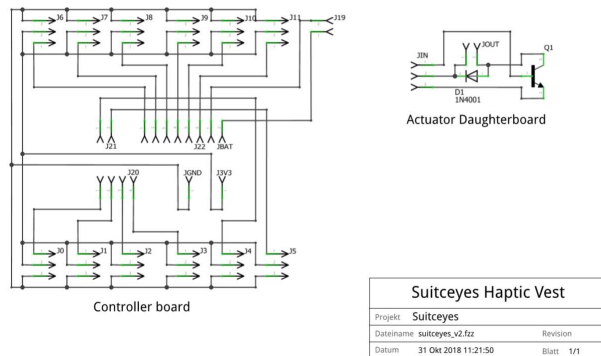 J6 J7 J8 J9 J10 J11 J19
J21 J22 JBAT
J20 JGND J3V3
J0 J1 J2 J3 J4 J5
Controller board
JIN JOUT Q1
D1
1N4001
Actuator Daughterboard
Suitceyes Haptic Vest
Projekt Suitceyes
Dateiname suitceyes_v2.fzz Revision
Datum 31 Okt 2018 11:21:50 Blatt 1/1